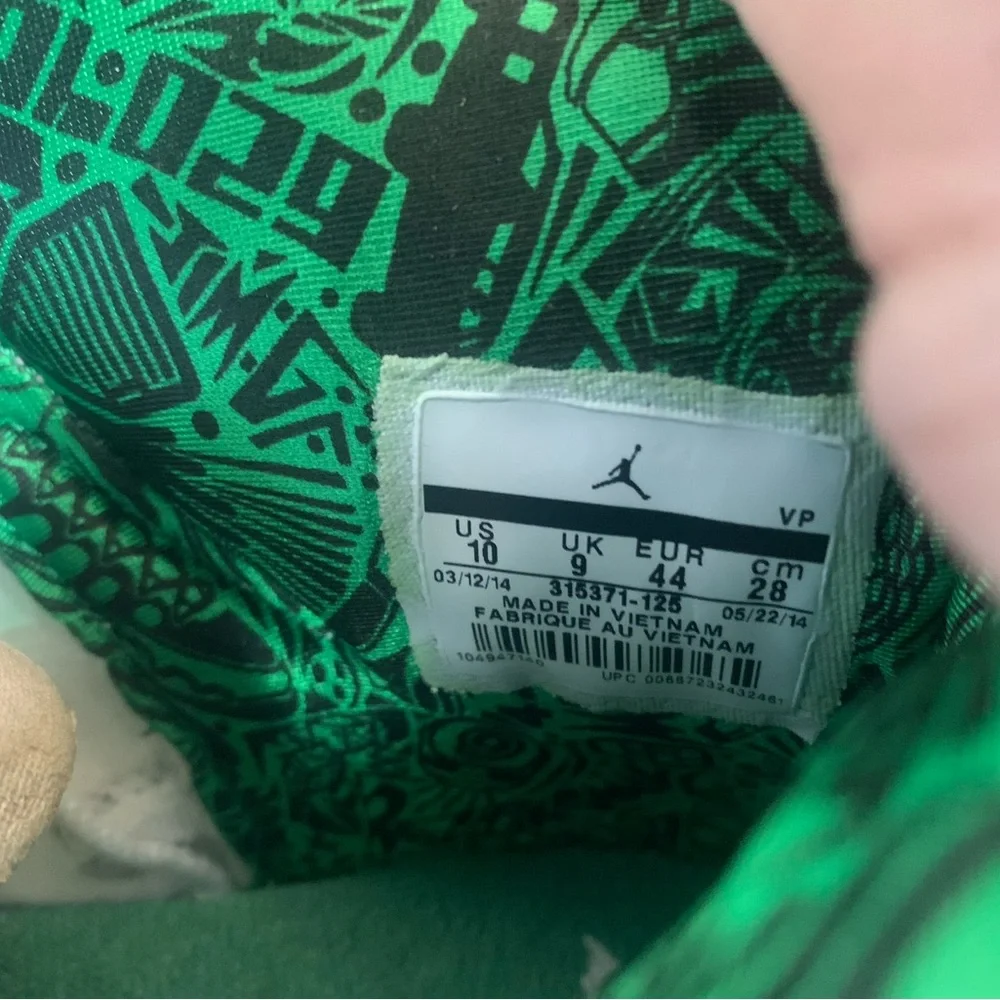 VP
US UK EUR cm
10 9 44 28
03/12/14 315371-125 05/22/14
MADE IN VIETNAM
FABRIQUE AU VIETNAM
UPC